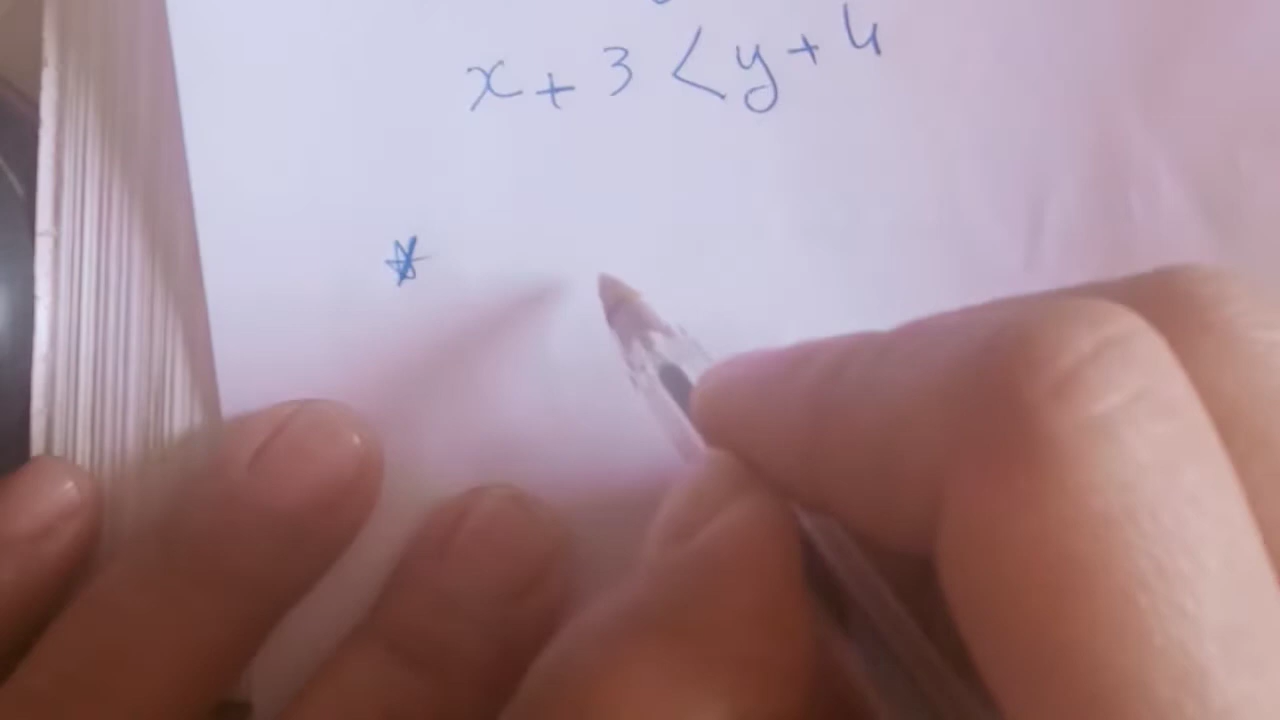 x + 3 < y + 4
*